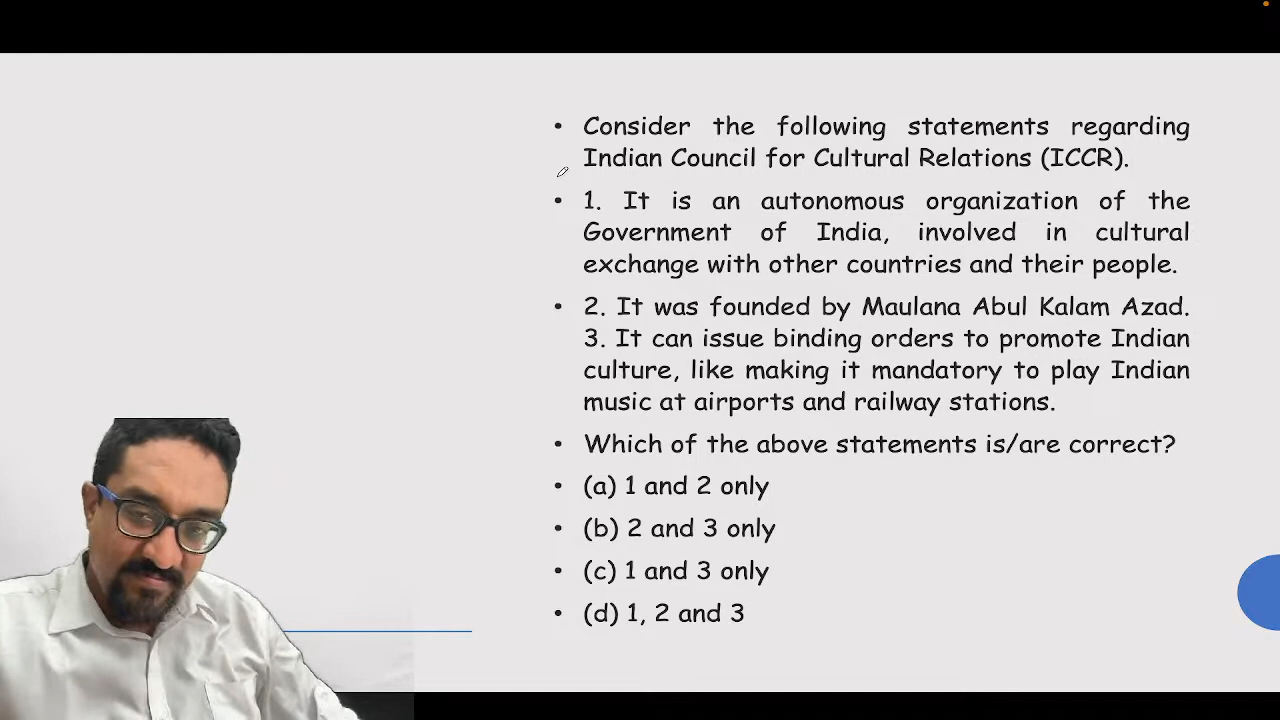 • Consider the following statements regarding
Indian Council for Cultural Relations (ICCR).
• 1. It is an autonomous organization of the
Government of India, involved in cultural
exchange with other countries and their people.
• 2. It was founded by Maulana Abul Kalam Azad.
3. It can issue binding orders to promote Indian
culture, like making it mandatory to play Indian
music at airports and railway stations.
• Which of the above statements is/are correct?
• (a) 1 and 2 only
• (b) 2 and 3 only
• (c) 1 and 3 only
• (d) 1, 2 and 3